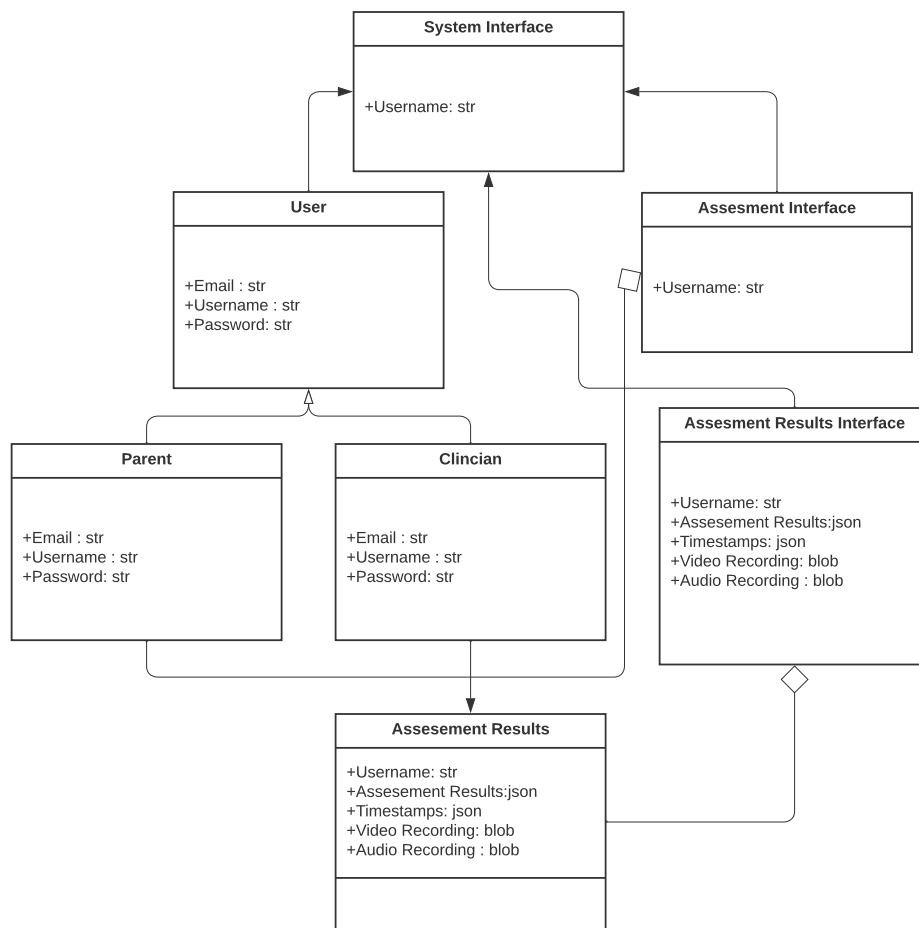 System Interface
+Username: str
User
+Email : str
+Username : str
+Password: str
Assesment Interface
+Username: str
Parent
+Email : str
+Username : str
+Password: str
Clincian
+Email : str
+Username : str
+Password: str
Assesment Results Interface
+Username: str
+Assesement Results:json
+Timestamps: json
+Video Recording: blob
+Audio Recording : blob
Assesement Results
+Username: str
+Assesement Results:json
+Timestamps: json
+Video Recording: blob
+Audio Recording : blob